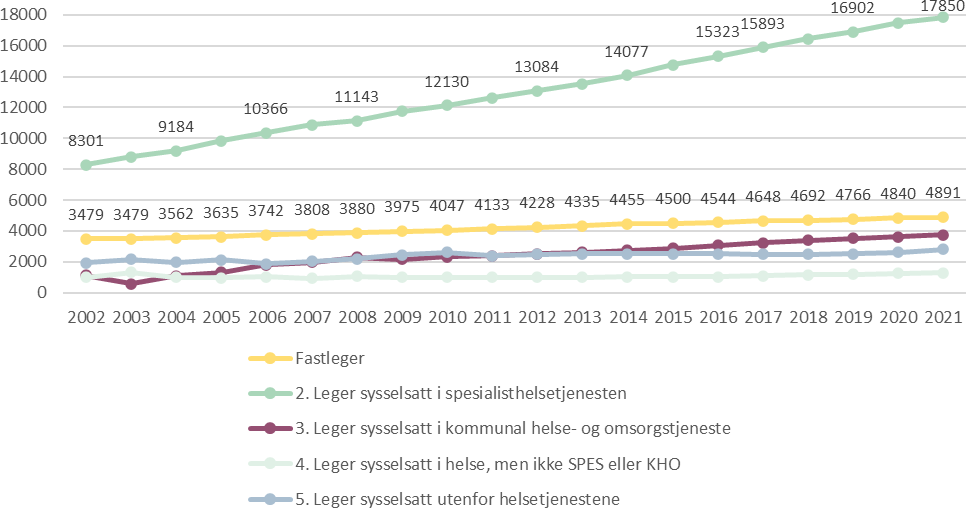 18000
16000
14000
12000
10000
8000
6000
4000
2000
0
8301 9184 10366 11143 12130 13084 14077 15323 15893 16902 17850
3479 3479 3562 3635 3742 3808 3880 3975 4047 4133 4228 4335 4455 4500 4544 4648 4692 4766 4840 4891
2002 2003 2004 2005 2006 2007 2008 2009 2010 2011 2012 2013 2014 2015 2016 2017 2018 2019 2020 2021
Fastleger
2. Leger sysselsatt i spesialisthelsetjenesten
3. Leger sysselsatt i kommunal helse- og omsorgstjeneste
4. Leger sysselsatt i helse, men ikke SPES eller KHO
5. Leger sysselsatt utenfor helsetjenestene